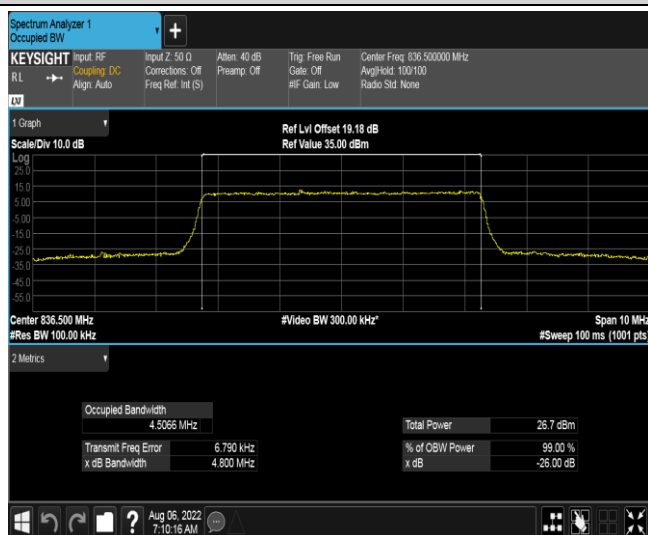 Spectrum Analyzer 1
Occupied BW
+
KEYSIGHT
RL
LXI
Input: RF
Coupling: DC
Align: Auto
Input Z: 50 Ω
Corrections: Off
Freq Ref: Int (S)
Atten: 40 dB
Preamp: Off
Trig: Free Run
Gate: Off
#IF Gain: Low
Center Freq: 836.500000 MHz
Avg|Hold: 100/100
Radio Std: None
1 Graph
Scale/Div 10.0 dB
Ref Lvl Offset 19.18 dB
Ref Value 35.00 dBm
Log
25.0
15.0
5.00
-5.00
-15.0
-25.0
-35.0
-45.0
-55.0
Center 836.500 MHz
#Res BW 100.00 kHz
#Video BW 300.00 kHz*
Span 10 MHz
#Sweep 100 ms (1001 pts)
2 Metrics
Occupied Bandwidth
4.5066 MHz
Transmit Freq Error 6.790 kHz
x dB Bandwidth 4.800 MHz
Total Power 26.7 dBm
% of OBW Power 99.00 %
x dB -26.00 dB
?
Aug 06, 2022
7:10:16 AM